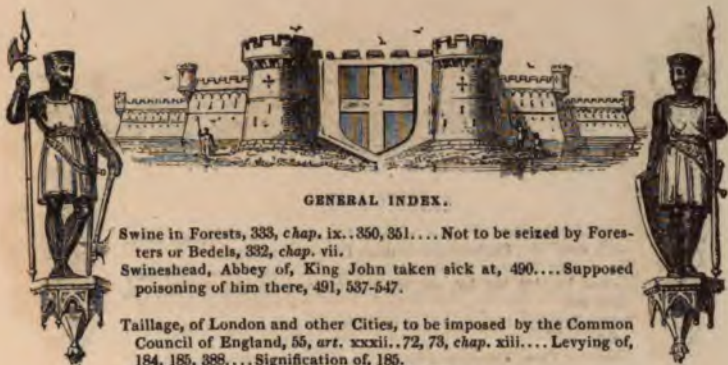 GENERAL INDEX.
Swine in Forests, 333, chap. ix..350, 351....Not to be seized by Fores-
ters or Bedels, 332, chap. vii.
Swineshead, Abbey of, King John taken sick at, 490....Supposed
poisoning of him there, 491, 537-547.
Taillage, of London and other Cities, to be imposed by the Common
Council of England, 55, art. xxxii..72, 73, chap. xiii....Levying of,
184, 185, 388....Signification of, 185.